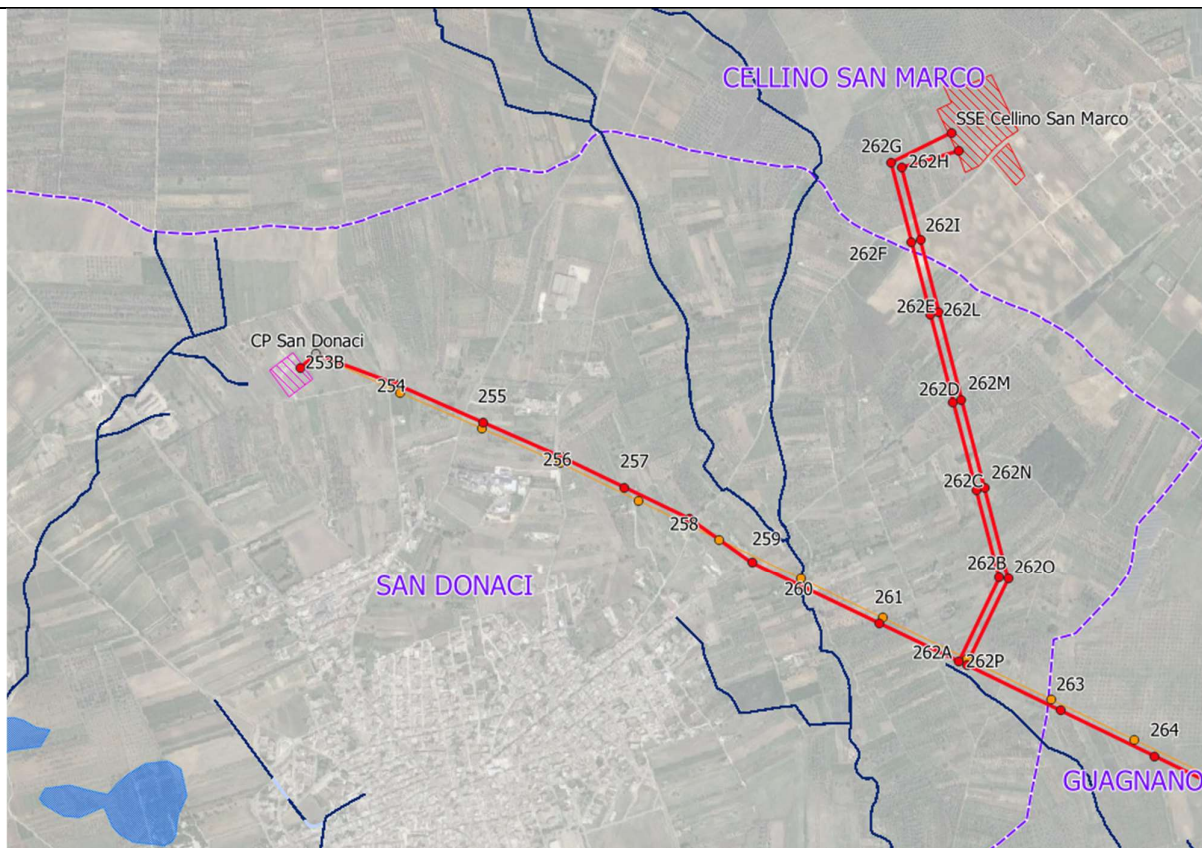 CELLINO SAN MARCO
SSE Cellino San Marco
262G
262H
262I
262F
262E
262L
CP San Donaci
253B
254
262D
262M
255
256
257
262C
262N
258
259
SAN DONACI
260
262B
262O
261
262A
262P
263
264
GUAGNANO